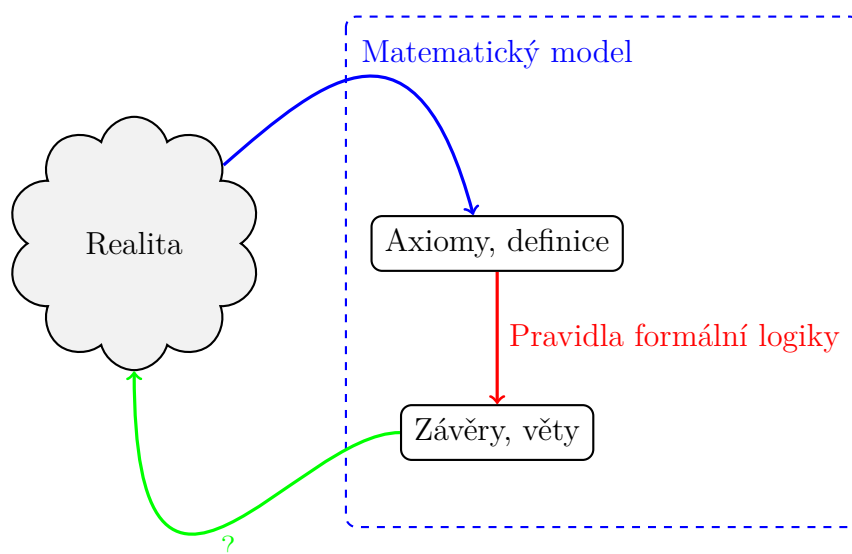 Matematický model
Realita
Axiomy, definice
Pravidla formální logiky
Závěry, věty
?